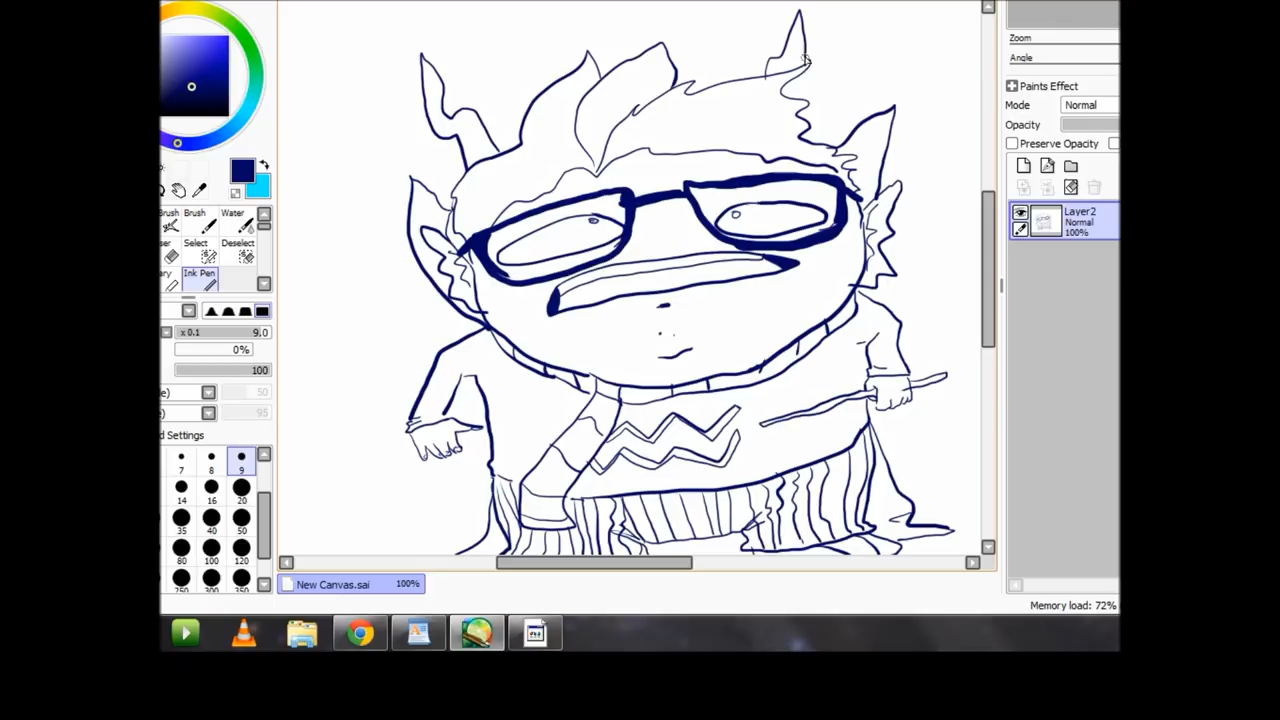 Zoom
Angle
Paints Effect
Mode Normal
Opacity
Preserve Opacity
Brush Brush Water
Select Deselect
Ink Pen
x 0.1 9.0
0%
100
50
95
d Settings
7 8 9
14 16 20
35 40 50
80 100 120
250 300 350
Layer2
Normal
100%
New Canvas.sai 100%
Memory load: 72%